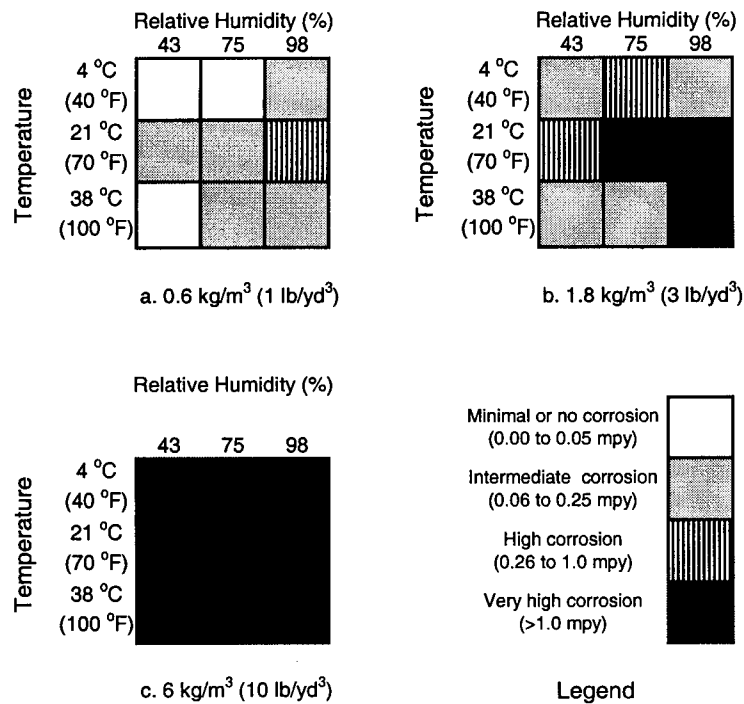 Relative Humidity (%)
43 75 98
Temperature
4 °C
(40 °F)
21 °C
(70 °F)
38 °C
(100 °F)
a. 0.6 kg/m³ (1 lb/yd³)
Relative Humidity (%)
43 75 98
Temperature
4 °C
(40 °F)
21 °C
(70 °F)
38 °C
(100 °F)
b. 1.8 kg/m³ (3 lb/yd³)
Relative Humidity (%)
43 75 98
Temperature
4 °C
(40 °F)
21 °C
(70 °F)
38 °C
(100 °F)
c. 6 kg/m³ (10 lb/yd³)
Minimal or no corrosion
(0.00 to 0.05 mpy)
Intermediate corrosion
(0.06 to 0.25 mpy)
High corrosion
(0.26 to 1.0 mpy)
Very high corrosion
(>1.0 mpy)
Legend